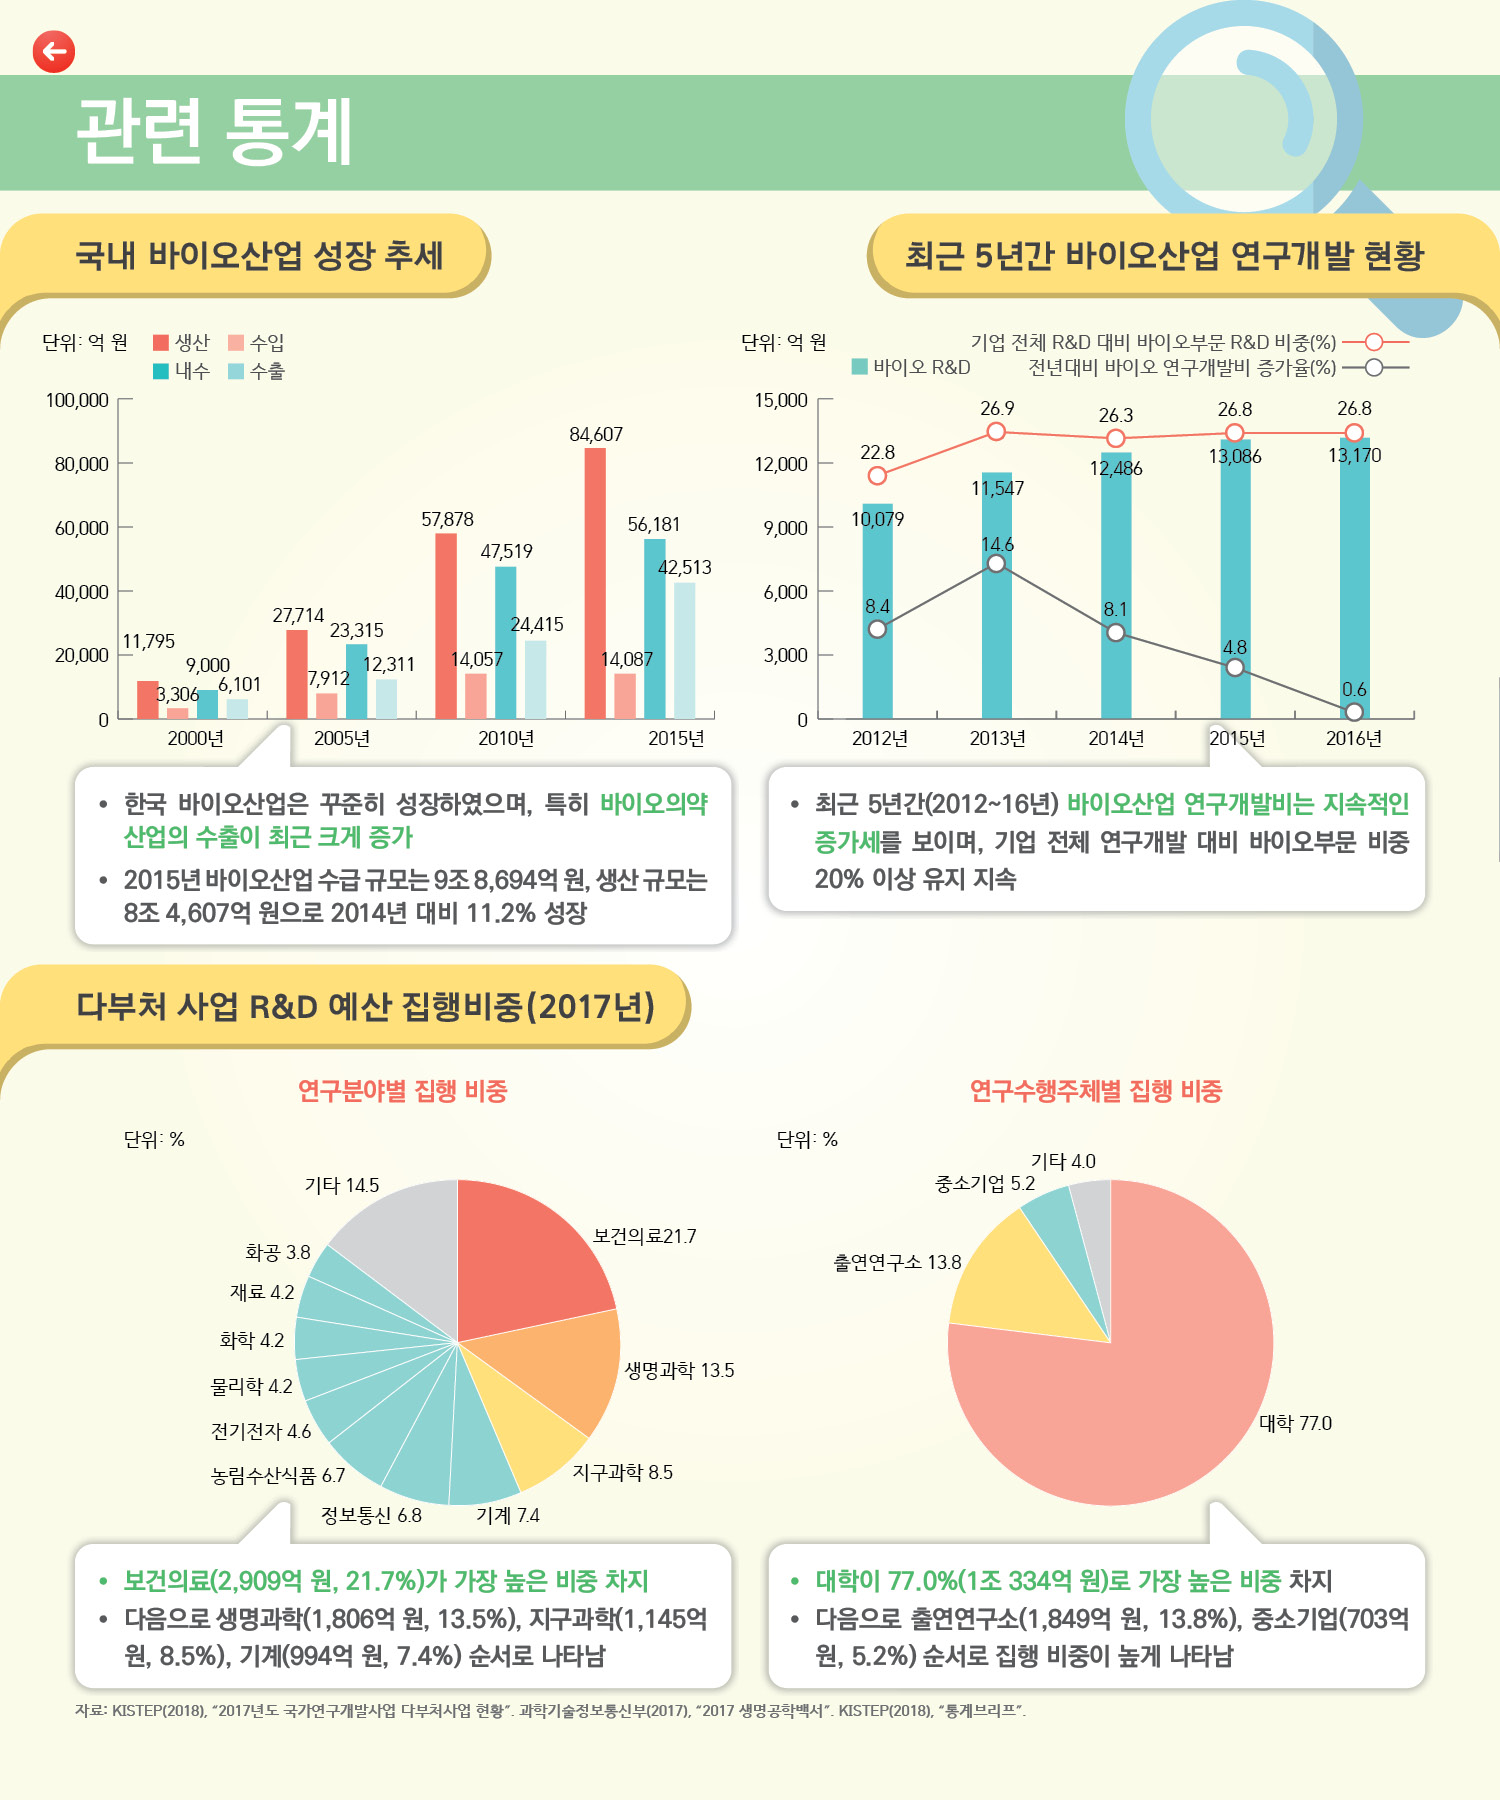 관련 통계
국내 바이오산업 성장 추세
단위: 억 원
생산
수입
내수
수출
100,000
80,000
60,000
40,000
20,000
0
11,795
3,306
9,000
6,101
27,714
7,912
23,315
12,311
57,878
14,057
47,519
24,415
84,607
14,087
56,181
42,513
2000년
2005년
2010년
2015년
• 한국 바이오산업은 꾸준히 성장하였으며, 특히 바이오의약
산업의 수출이 최근 크게 증가
• 2015년 바이오산업 수급 규모는 9조 8,694억 원, 생산 규모는
8조 4,607억 원으로 2014년 대비 11.2% 성장
최근 5년간 바이오산업 연구개발 현황
단위: 억 원
기업 전체 R&D 대비 바이오부문 R&D 비중(%)
바이오 R&D
전년대비 바이오 연구개발비 증가율(%)
15,000
12,000
9,000
6,000
3,000
0
22.8
26.9
26.3
26.8
26.8
10,079
11,547
12,486
13,086
13,170
8.4
14.6
8.1
4.8
0.6
2012년
2013년
2014년
2015년
2016년
• 최근 5년간(2012~16년) 바이오산업 연구개발비는 지속적인
증가세를 보이며, 기업 전체 연구개발 대비 바이오부문 비중
20% 이상 유지 지속
다부처 사업 R&D 예산 집행비중(2017년)
연구분야별 집행 비중
단위: %
기타 14.5
보건의료21.7
화공 3.8
재료 4.2
화학 4.2
생명과학 13.5
물리학 4.2
전기전자 4.6
지구과학 8.5
농림수산식품 6.7
정보통신 6.8
기계 7.4
• 보건의료(2,909억 원, 21.7%)가 가장 높은 비중 차지
• 다음으로 생명과학(1,806억 원, 13.5%), 지구과학(1,145억
원, 8.5%), 기계(994억 원, 7.4%) 순서로 나타남
연구수행주체별 집행 비중
단위: %
기타 4.0
중소기업 5.2
출연연구소 13.8
대학 77.0
• 대학이 77.0%(1조 334억 원)로 가장 높은 비중 차지
• 다음으로 출연연구소(1,849억 원, 13.8%), 중소기업(703억
원, 5.2%) 순서로 집행 비중이 높게 나타남
자료: KISTEP(2018), “2017년도 국가연구개발사업 다부처사업 현황”. 과학기술정보통신부(2017), “2017 생명공학백서”. KISTEP(2018), “통계브리프”.